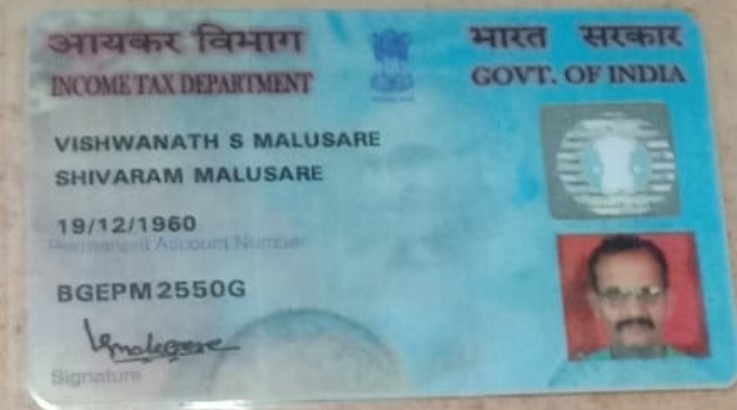 आयकर विभाग
INCOME TAX DEPARTMENT
भारत सरकार
GOVT. OF INDIA
VISHWANATH S MALUSARE
SHIVARAM MALUSARE
19/12/1960
Permanent Account Number
BGEPM2550G
Signature